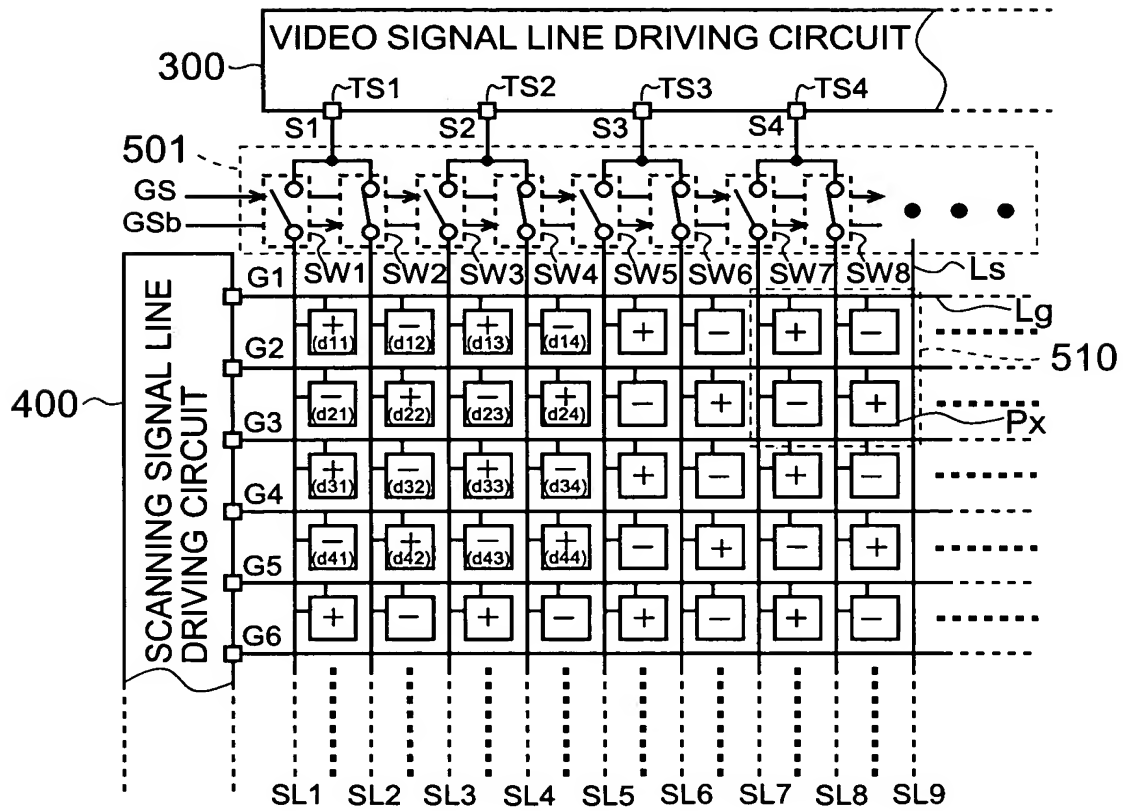 VIDEO SIGNAL LINE DRIVING CIRCUIT
300
TS1 TS2 TS3 TS4
S1 S2 S3 S4
501
GS
GSb
SW1 SW2 SW3 SW4 SW5 SW6 SW7 SW8 Ls
G1
Lg
+ (d11) − (d12) + (d13) − (d14) + − + −
G2
510
400
SCANNING SIGNAL LINE
DRIVING CIRCUIT
− (d21) + (d22) − (d23) + (d24) − + − +
Px
G3
+ (d31) − (d32) + (d33) − (d34) + − + −
G4
− (d41) + (d42) − (d43) + (d44) − + − +
G5
+ − + − + − + −
G6
SL1 SL2 SL3 SL4 SL5 SL6 SL7 SL8 SL9